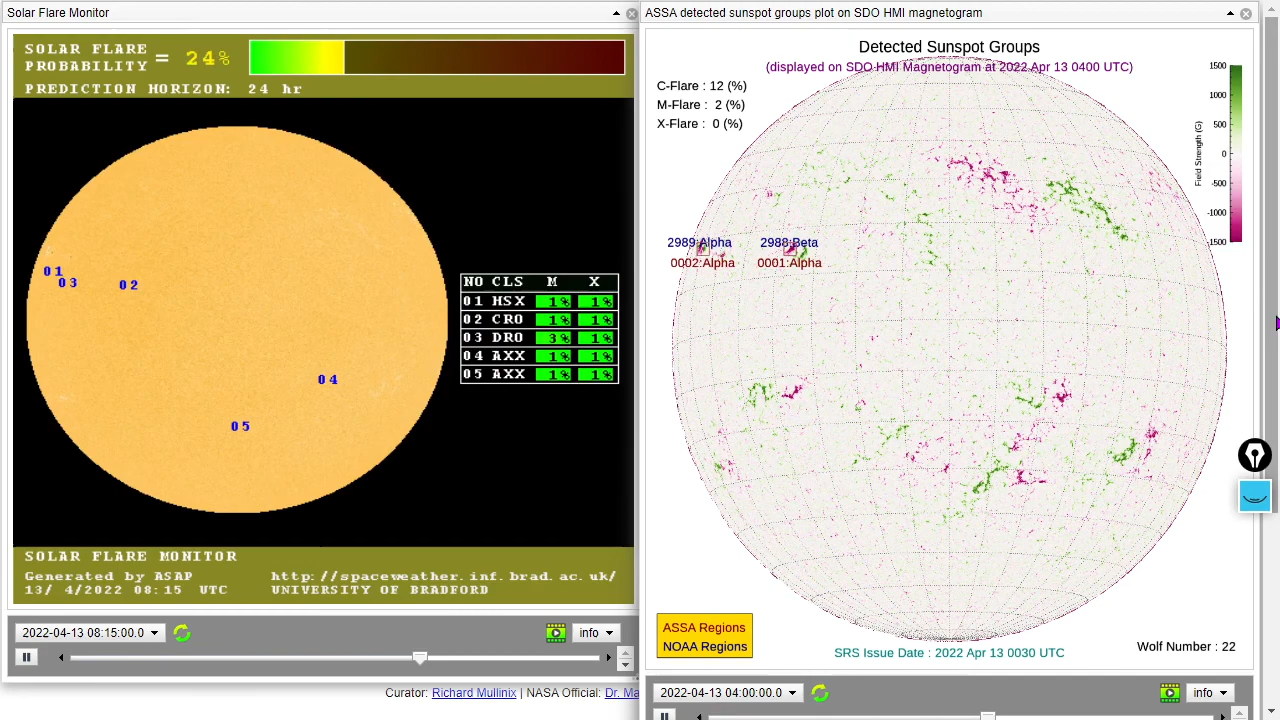 Solar Flare Monitor
SOLAR FLARE
PROBABILITY = 24%
PREDICTION HORIZON: 24 hr
01
03
02
04
05
NO CLS M X
01 HSX 1% 1%
02 CRO 1% 1%
03 DRO 3% 1%
04 AXX 1% 1%
05 AXX 1% 1%
SOLAR FLARE MONITOR
Generated by ASAP http://spaceweather.inf.brad.ac.uk/
13/ 4/2022 08:15 UTC UNIVERSITY OF BRADFORD
2022-04-13 08:15:00.0
info
Curator: Richard Mullinix | NASA Official: Dr. Ma
ASSA detected sunspot groups plot on SDO HMI magnetogram
Detected Sunspot Groups
(displayed on SDO HMI Magnetogram at 2022 Apr 13 0400 UTC)
C-Flare : 12 (%)
M-Flare : 2 (%)
X-Flare : 0 (%)
1500
1000
500
0
-500
-1000
1500
Field Strength (G)
2989:Alpha
0002:Alpha
2988:Beta
0001:Alpha
ASSA Regions
NOAA Regions
SRS Issue Date : 2022 Apr 13 0030 UTC
Wolf Number : 22
2022-04-13 04:00:00.0
info